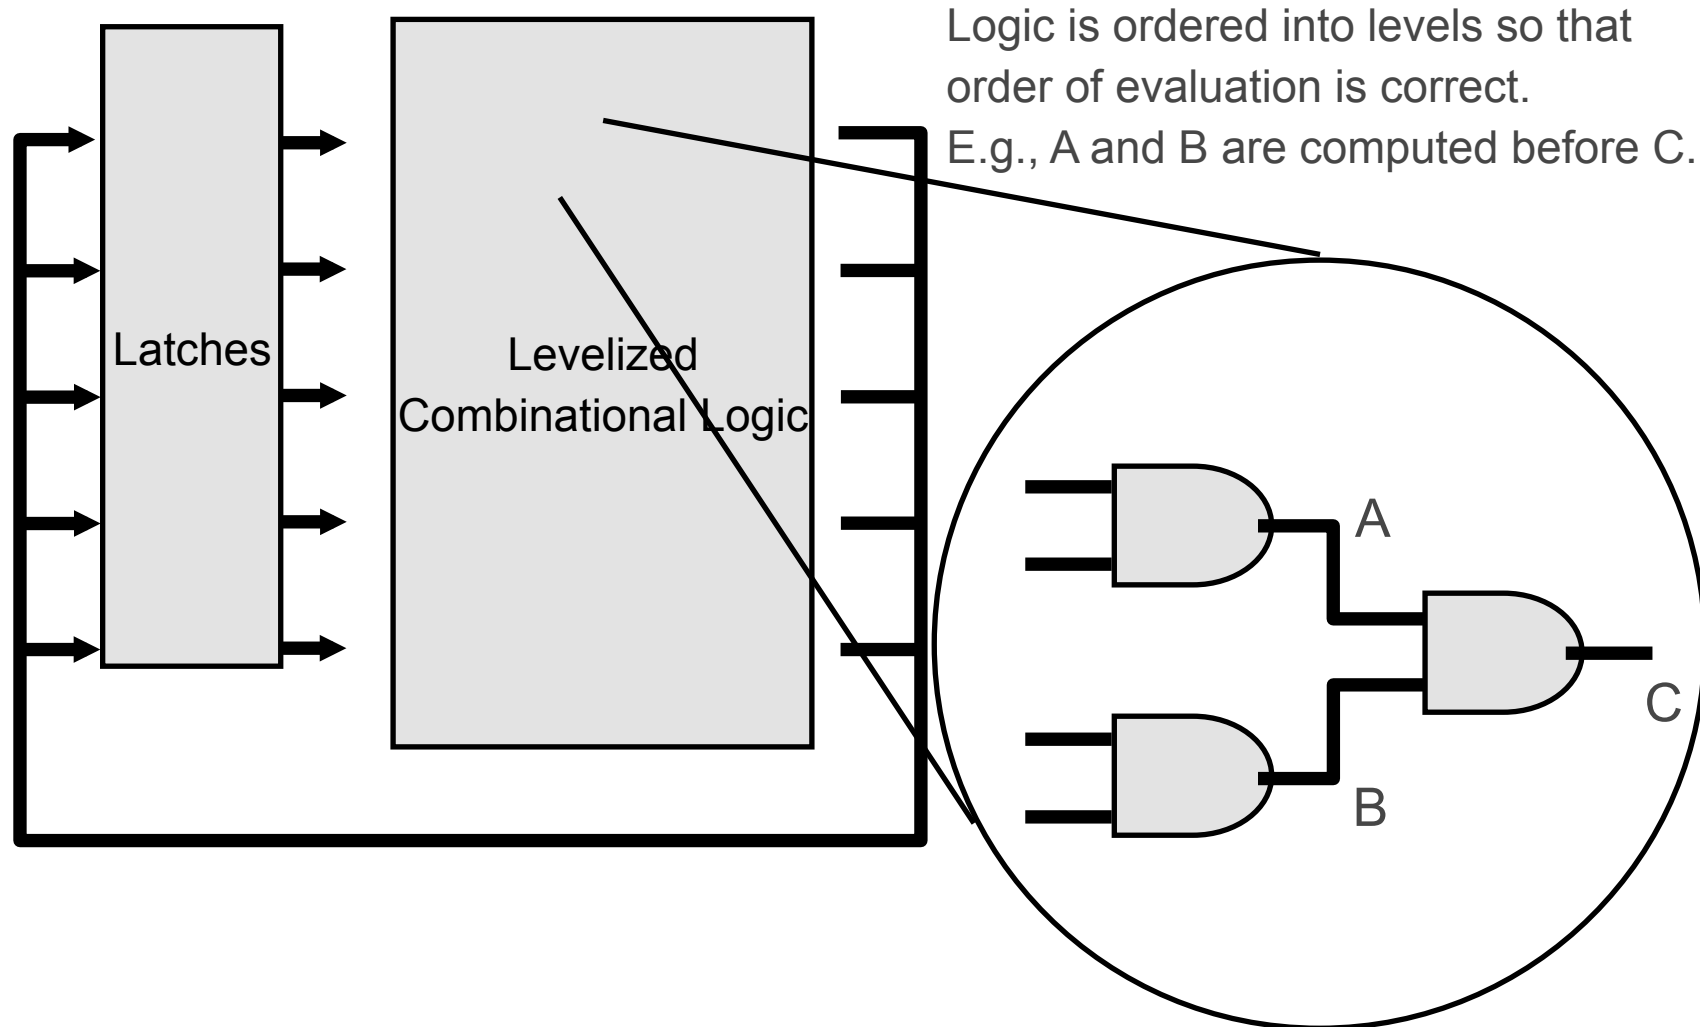 Logic is ordered into levels so that
order of evaluation is correct.
E.g., A and B are computed before C.
Latches
Levelized
Combinational Logic
A
B
C